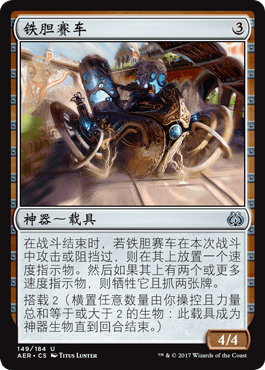 铁胆赛车 3
神器～载具
在战斗结束时，若铁胆赛车在本次战斗
中攻击或阻挡过，则在其上放置一个速
度指示物。然后如果其上有两个或更多
速度指示物，则牺牲它且抓两张牌。
搭载2（横置任意数量由你操控且力量
总和等于或大于2的生物：此载具成为
神器生物直到回合结束。）
4/4
149/184 U
AER • CS Titus Lunter
™ & © 2017 Wizards of the Coast